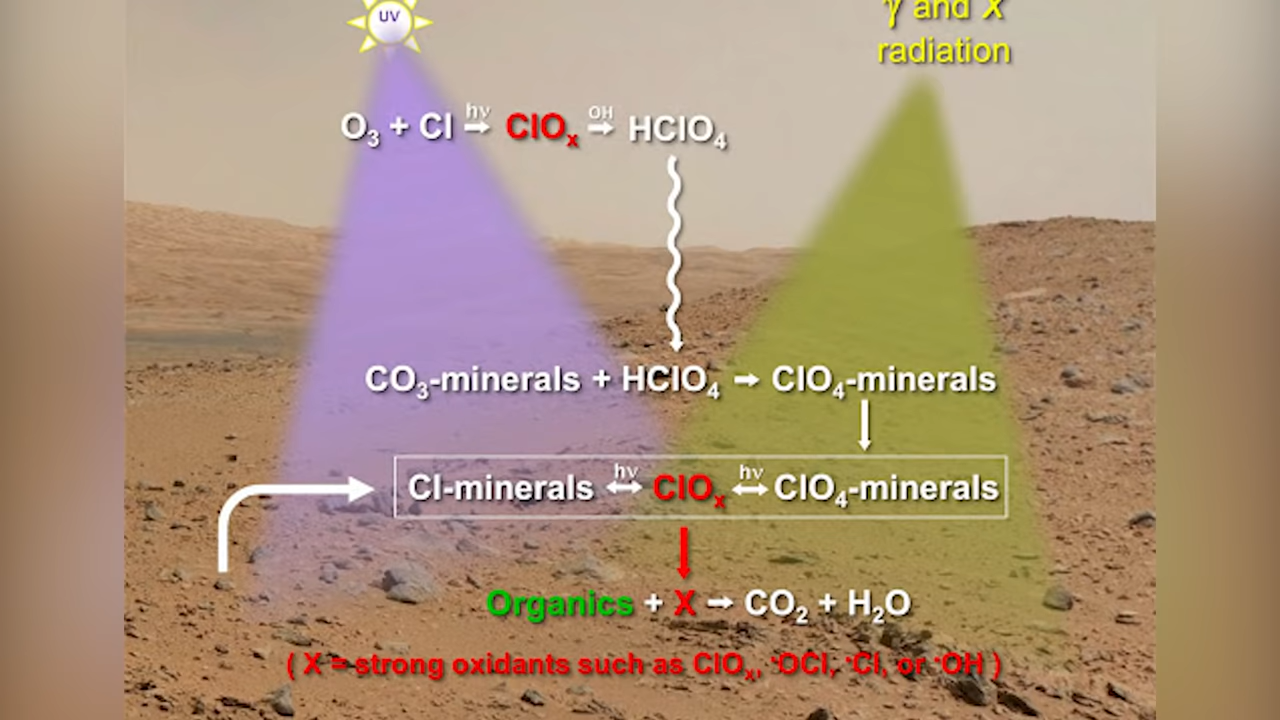 UV
γ and X
radiation
O₃ + Cl hν→ ClOₓ OH→ HClO₄
CO₃-minerals + HClO₄ → ClO₄-minerals
Cl-minerals hν↔ ClOₓ hν↔ ClO₄-minerals
Organics + X → CO₂ + H₂O
( X = strong oxidants such as ClOₓ, ·OCl, ·Cl, or ·OH )